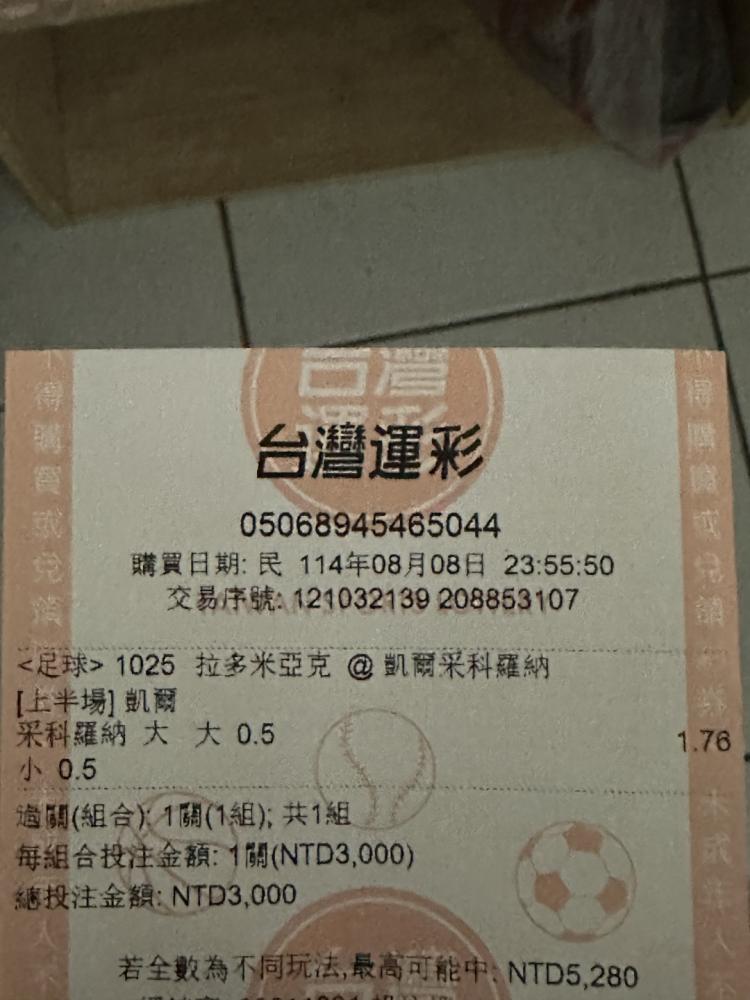 台灣運彩
台灣運彩
05068945465044
購買日期: 民 114年08月08日 23:55:50
交易序號: 121032139 208853107
<足球> 1025 拉多米亞克 @ 凱爾采科羅納
[上半場] 凱爾
采科羅納 大 大 0.5 1.76
小 0.5
過關(組合): 1關(1組); 共1組
每組合投注金額: 1關(NTD3,000)
總投注金額: NTD3,000
若全數為不同玩法,最高可能中: NTD5,280